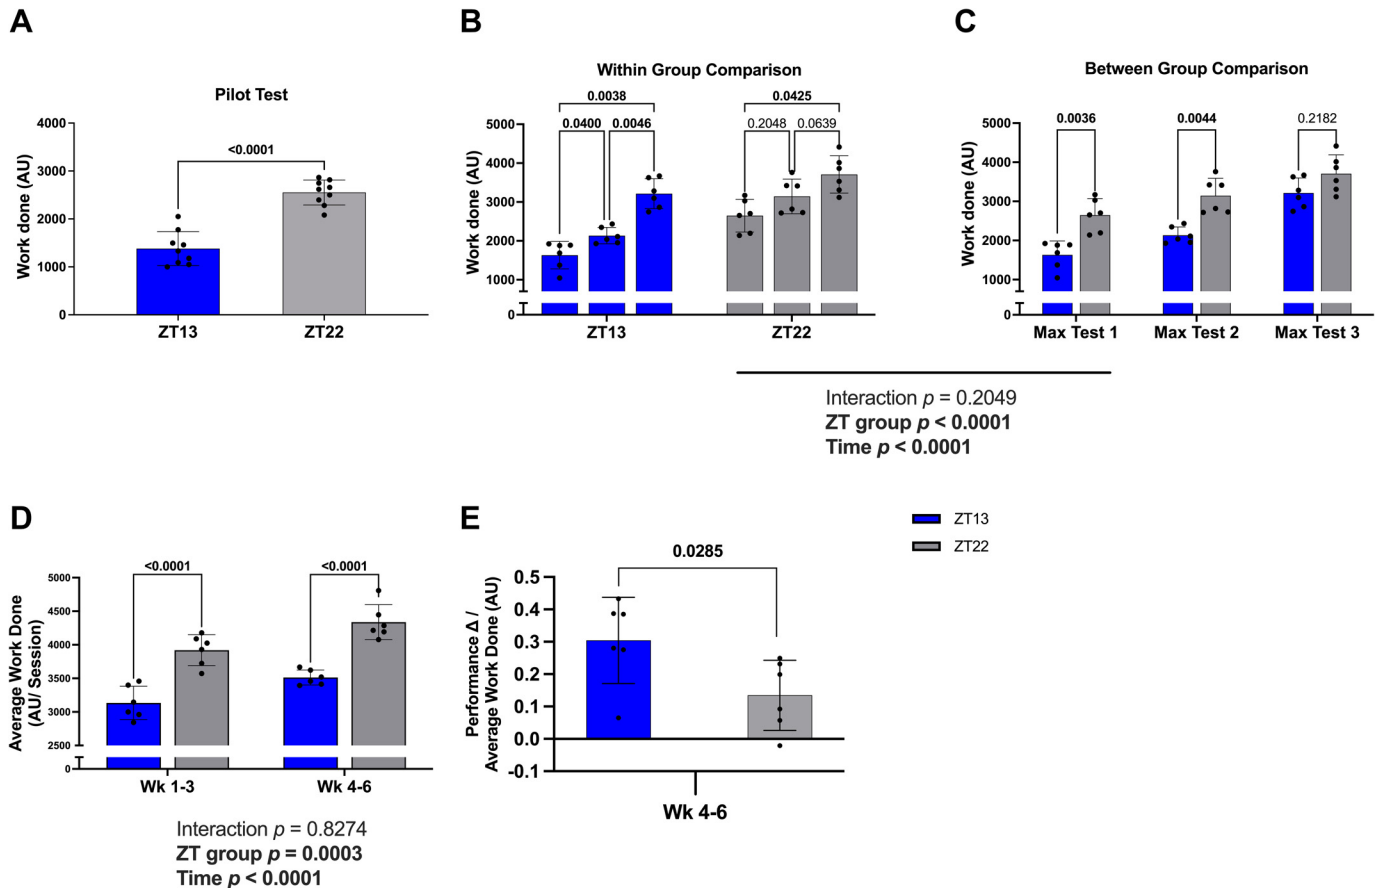 A
Pilot Test
Work done (AU)
4000
3000
2000
1000
0
<0.0001
ZT13
ZT22
B
Within Group Comparison
Work done (AU)
5000
4000
3000
2000
1000
0
0.0038
0.0400
0.0046
0.0425
0.2048
0.0639
ZT13
ZT22
C
Between Group Comparison
Work done (AU)
5000
4000
3000
2000
1000
0
0.0036
0.0044
0.2182
Max Test 1
Max Test 2
Max Test 3
Interaction p = 0.2049
ZT group p < 0.0001
Time p < 0.0001
D
Average Work Done
(AU/ Session)
5000
4500
4000
3500
3000
2500
0
<0.0001
<0.0001
Wk 1-3
Wk 4-6
Interaction p = 0.8274
ZT group p = 0.0003
Time p < 0.0001
E
Performance Δ /
Average Work Done (AU)
0.5
0.4
0.3
0.2
0.1
0.0
-0.1
0.0285
Wk 4-6
ZT13
ZT22